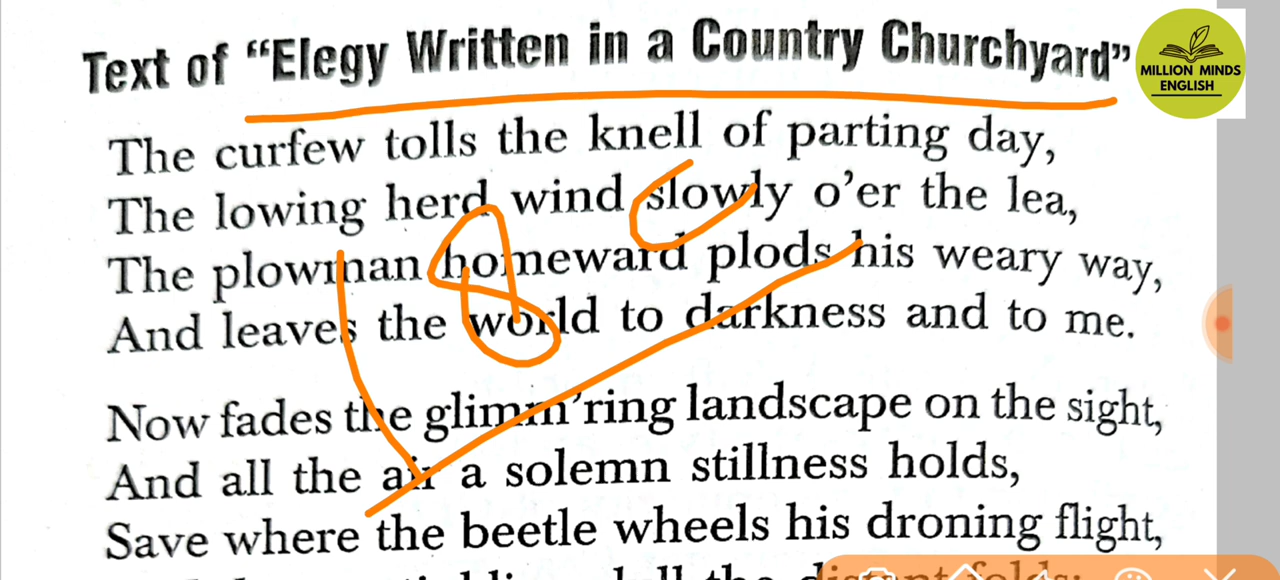 Text of “Elegy Written in a Country Churchyard”
MILLION MINDS
ENGLISH
The curfew tolls the knell of parting day,
The lowing herd wind slowly o’er the lea,
The plowman homeward plods his weary way,
And leaves the world to darkness and to me.
Now fades the glimm’ring landscape on the sight,
And all the air a solemn stillness holds,
Save where the beetle wheels his droning flight,
18